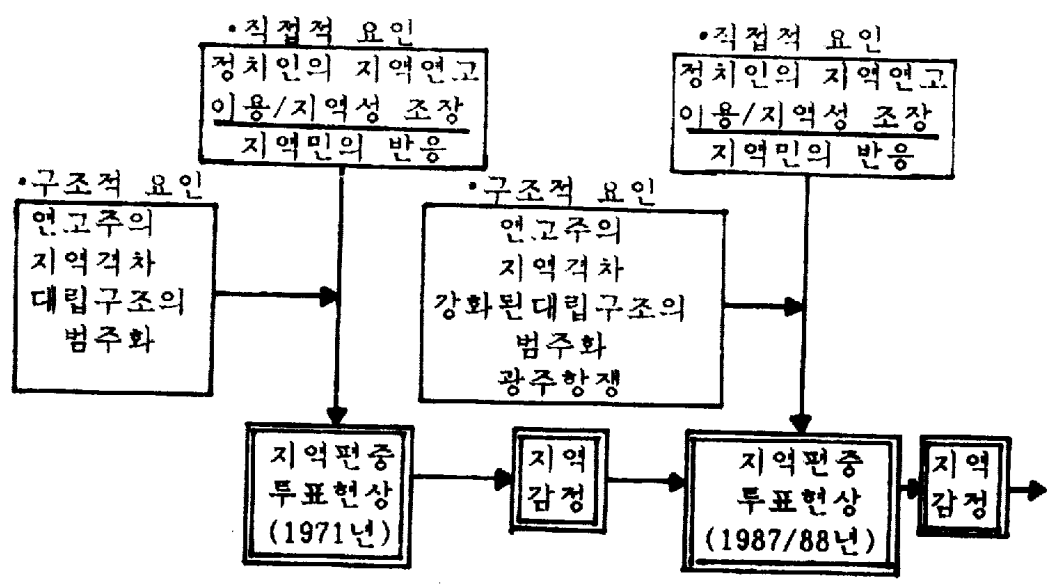 •직접적 요인
정치인의 지역연고
이용/지역성 조장
지역민의 반응
•직접적 요인
정치인의 지역연고
이용/지역성 조장
지역민의 반응
•구조적 요인
연고주의
지역격차
대립구조의
범주화
•구조적 요인
연고주의
지역격차
강화된대립구조의
범주화
광주항쟁
지역편중
투표현상
(1971년)
지역
감정
지역편중
투표현상
(1987/88년)
지역
감정